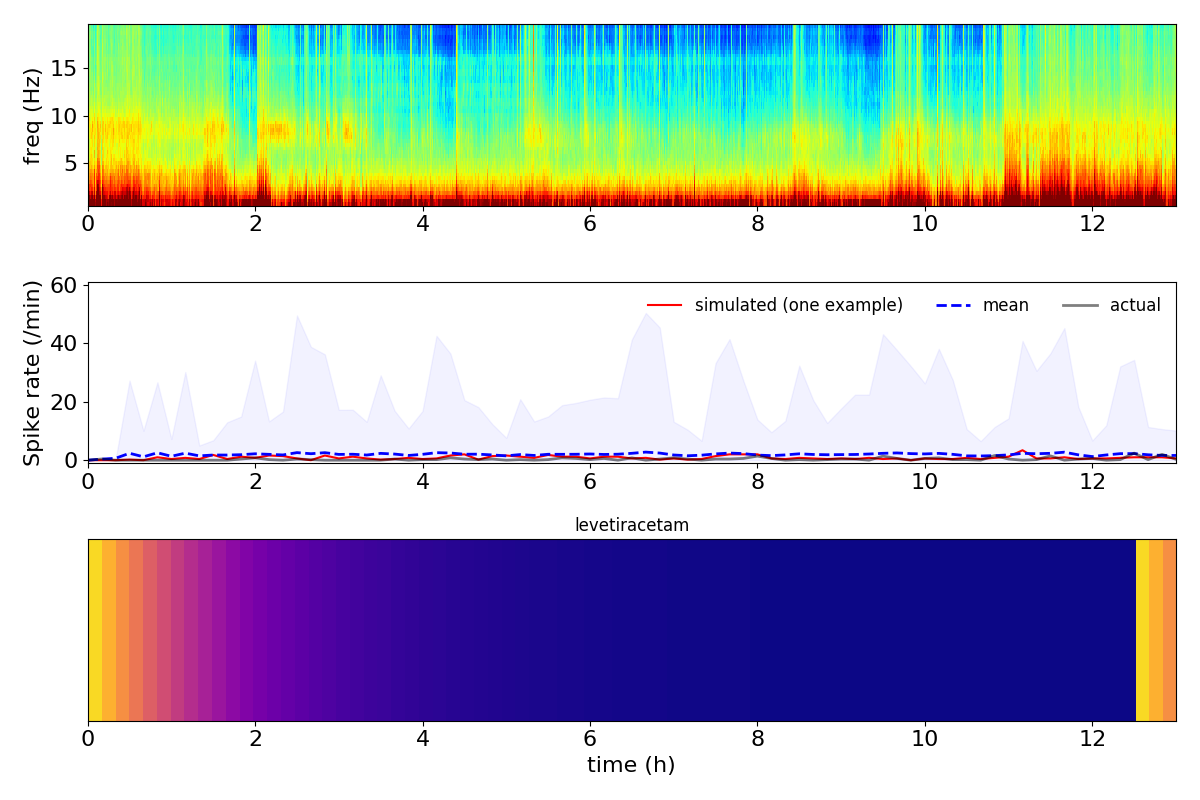 freq (Hz)
15
10
5
0 2 4 6 8 10 12
Spike rate (/min)
60
40
20
0
simulated (one example) mean actual
0 2 4 6 8 10 12
levetiracetam
0 2 4 6 8 10 12
time (h)